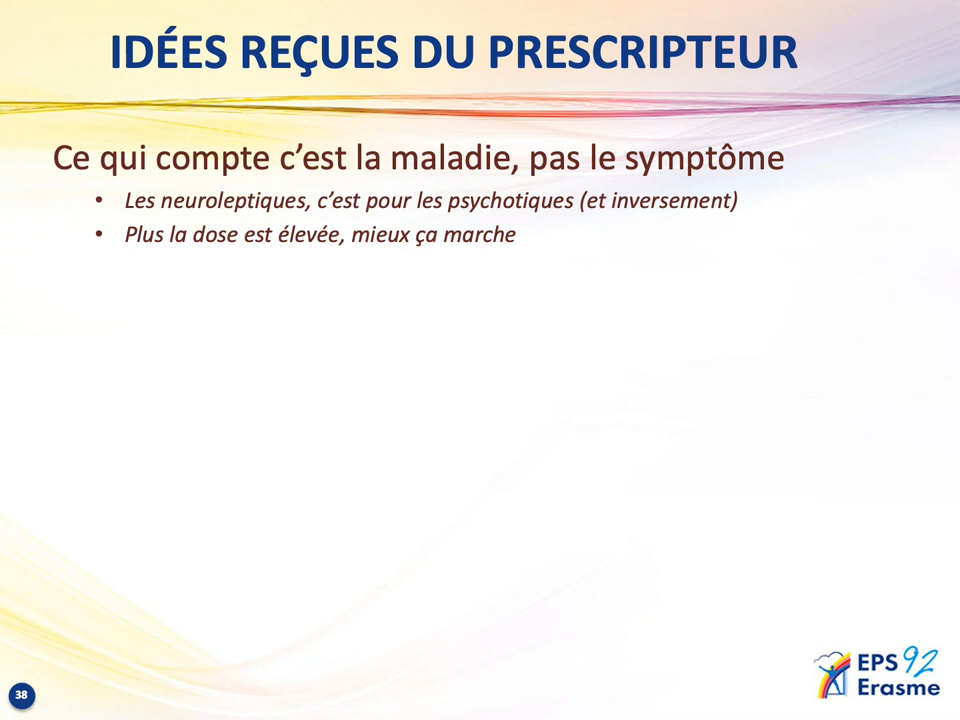 IDÉES REÇUES DU PRESCRIPTEUR
Ce qui compte c’est la maladie, pas le symptôme
• Les neuroleptiques, c’est pour les psychotiques (et inversement)
• Plus la dose est élevée, mieux ça marche
38
EPS 92
Erasme